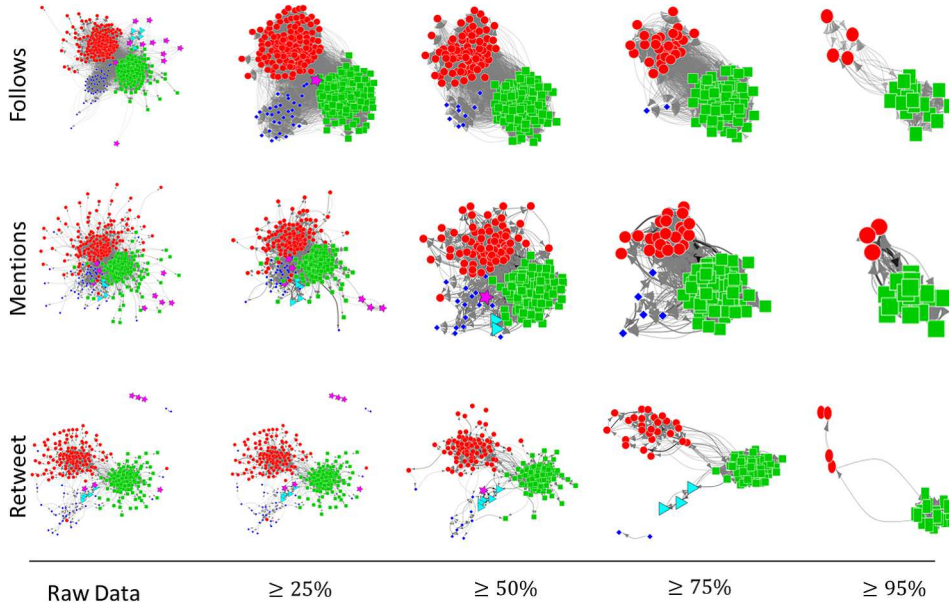 Follows
Mentions
Retweet
Raw Data ≥ 25% ≥ 50% ≥ 75% ≥ 95%